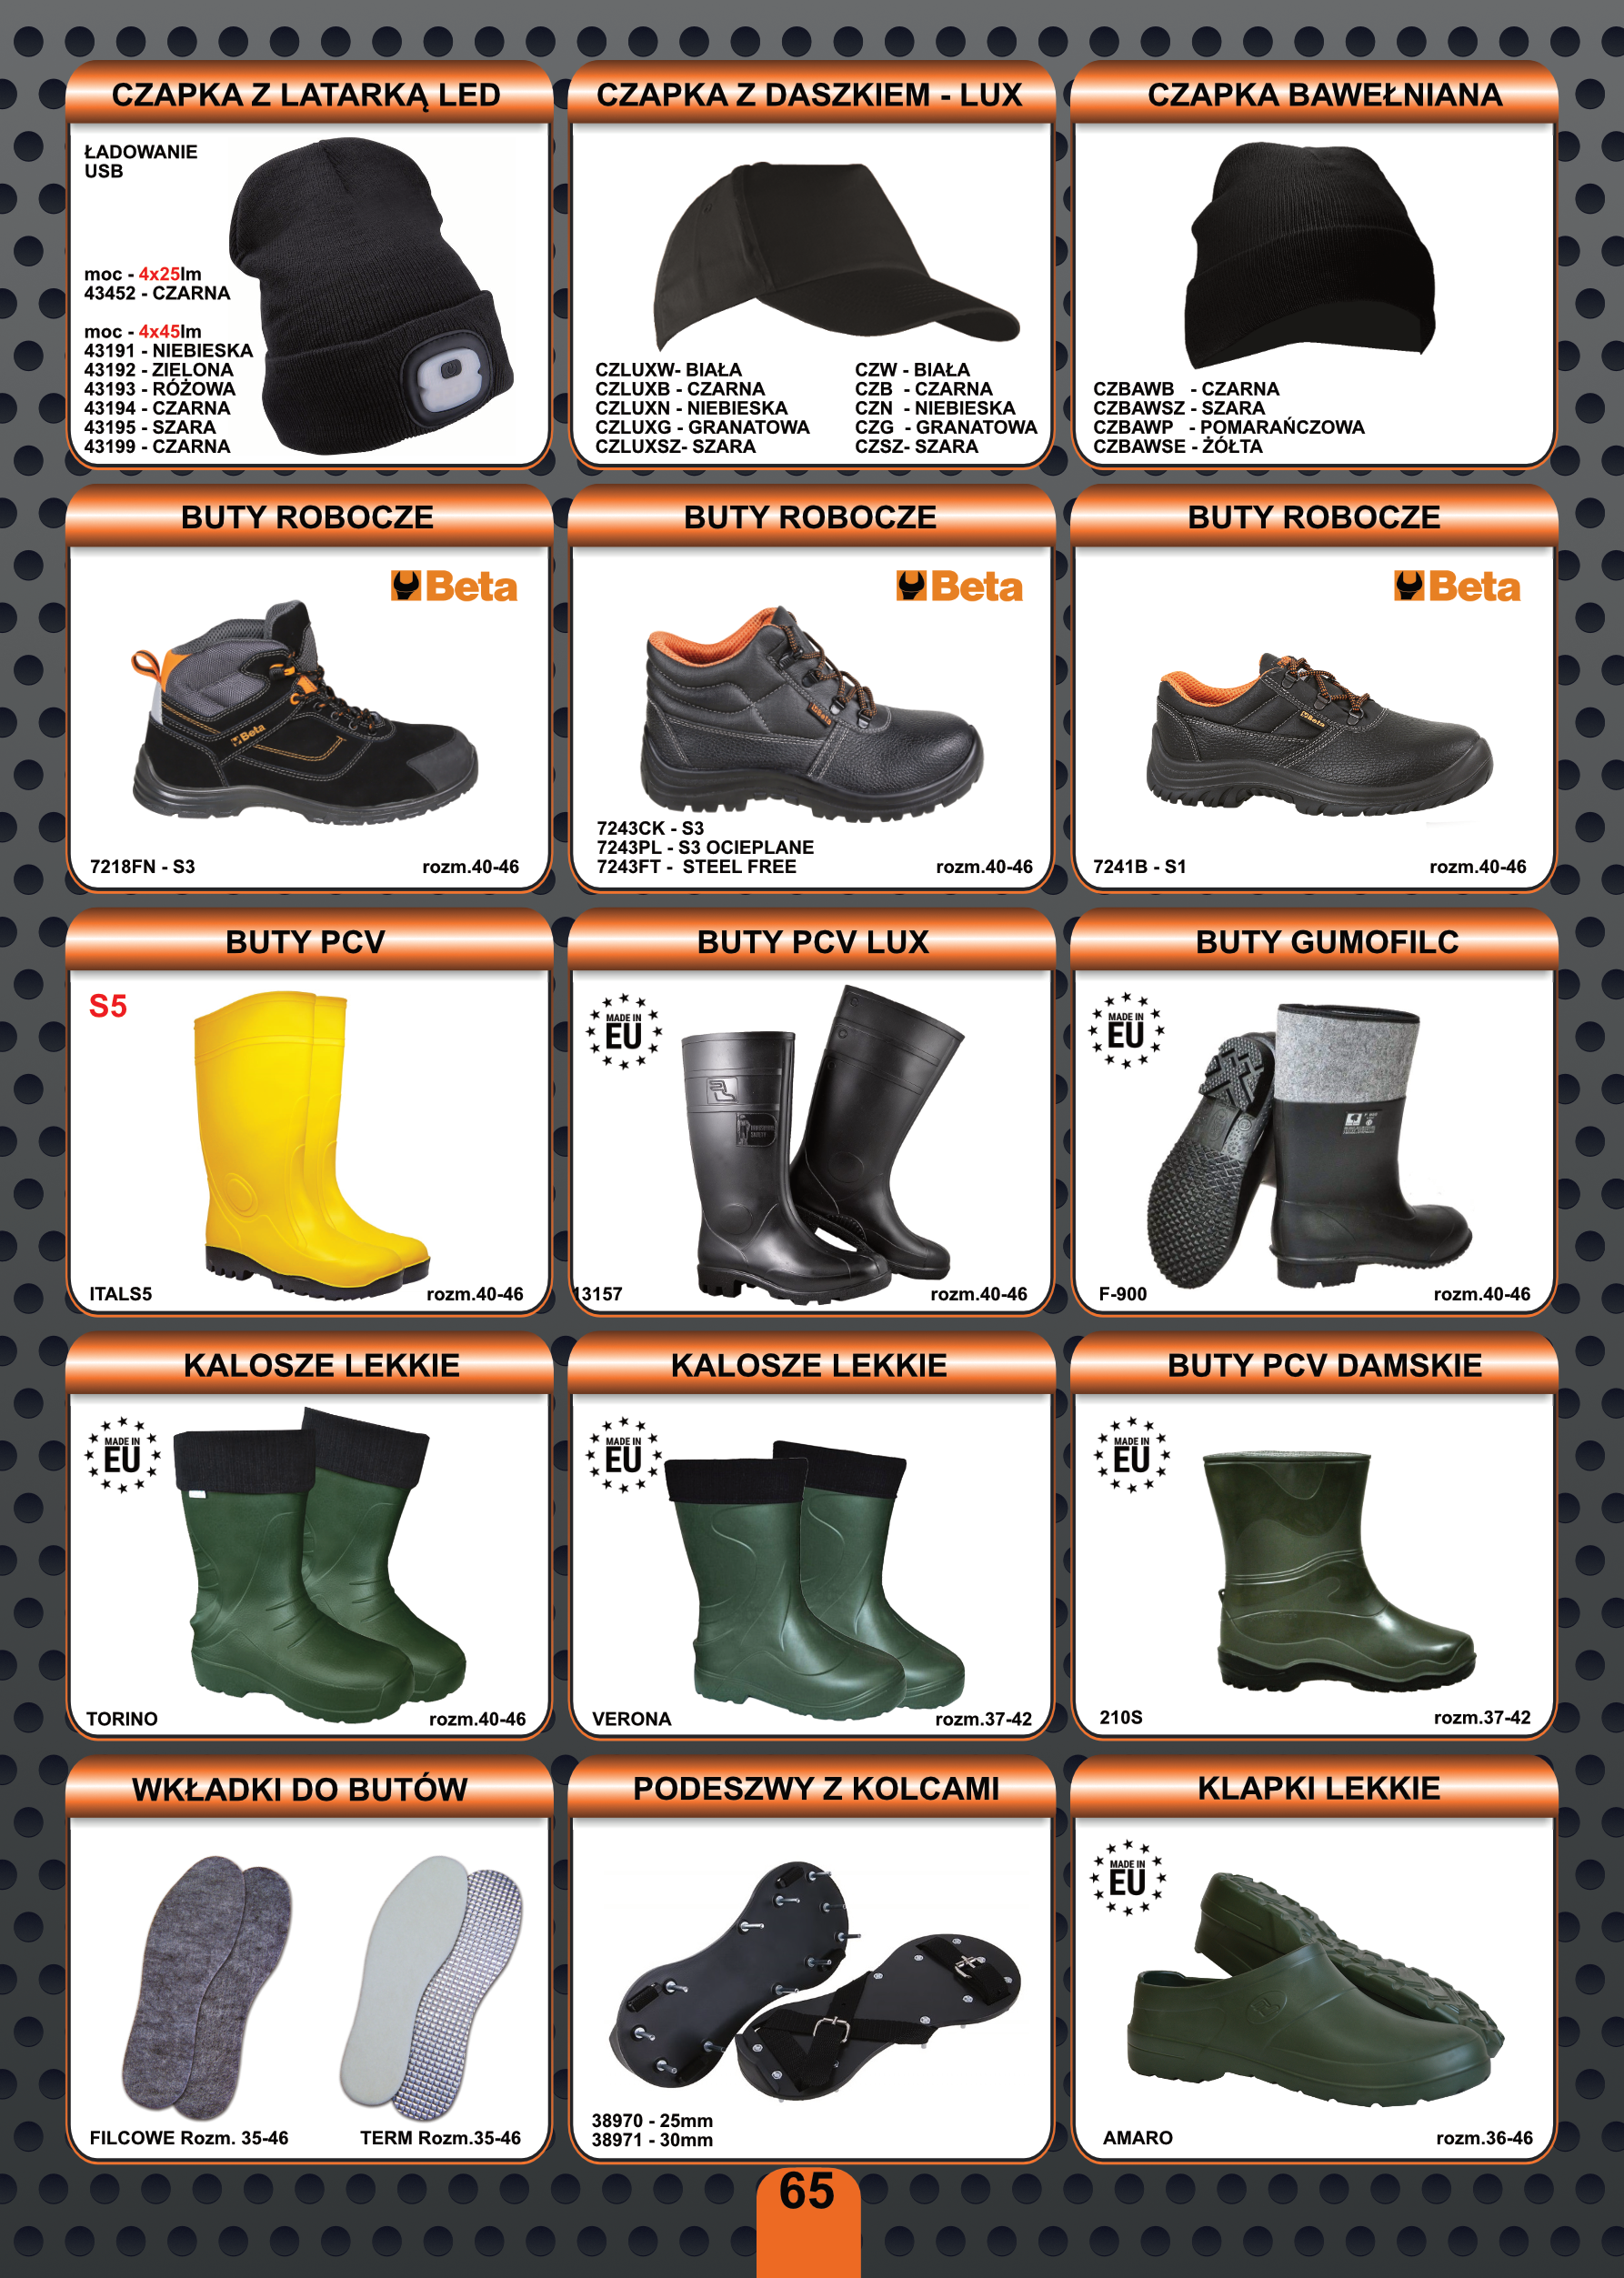 CZAPKA Z LATARKĄ LED
ŁADOWANIE
USB
moc - 4x25lm
43452 - CZARNA
moc - 4x45lm
43191 - NIEBIESKA
43192 - ZIELONA
43193 - RÓŻOWA
43194 - CZARNA
43195 - SZARA
43199 - CZARNA
CZAPKA Z DASZKIEM - LUX
CZLUXW- BIAŁA
CZLUXB - CZARNA
CZLUXN - NIEBIESKA
CZLUXG - GRANATOWA
CZLUXSZ- SZARA
CZW - BIAŁA
CZB - CZARNA
CZN - NIEBIESKA
CZG - GRANATOWA
CZSZ- SZARA
CZAPKA BAWEŁNIANA
CZBAWB - CZARNA
CZBAWSZ - SZARA
CZBAWP - POMARAŃCZOWA
CZBAWSE - ŻÓŁTA
BUTY ROBOCZE
Beta
Beta
7218FN - S3
rozm.40-46
BUTY ROBOCZE
Beta
Beta
7243CK - S3
7243PL - S3 OCIEPLANE
7243FT - STEEL FREE
rozm.40-46
BUTY ROBOCZE
Beta
Beta
7241B - S1
rozm.40-46
BUTY PCV
S5
ITALS5
rozm.40-46
BUTY PCV LUX
MADE IN
EU
13157
rozm.40-46
BUTY GUMOFILC
MADE IN
EU
F-900
rozm.40-46
KALOSZE LEKKIE
MADE IN
EU
TORINO
rozm.40-46
KALOSZE LEKKIE
MADE IN
EU
VERONA
rozm.37-42
BUTY PCV DAMSKIE
MADE IN
EU
210S
rozm.37-42
WKŁADKI DO BUTÓW
FILCOWE Rozm. 35-46
TERM Rozm.35-46
PODESZWY Z KOLCAMI
38970 - 25mm
38971 - 30mm
KLAPKI LEKKIE
MADE IN
EU
AMARO
rozm.36-46
65